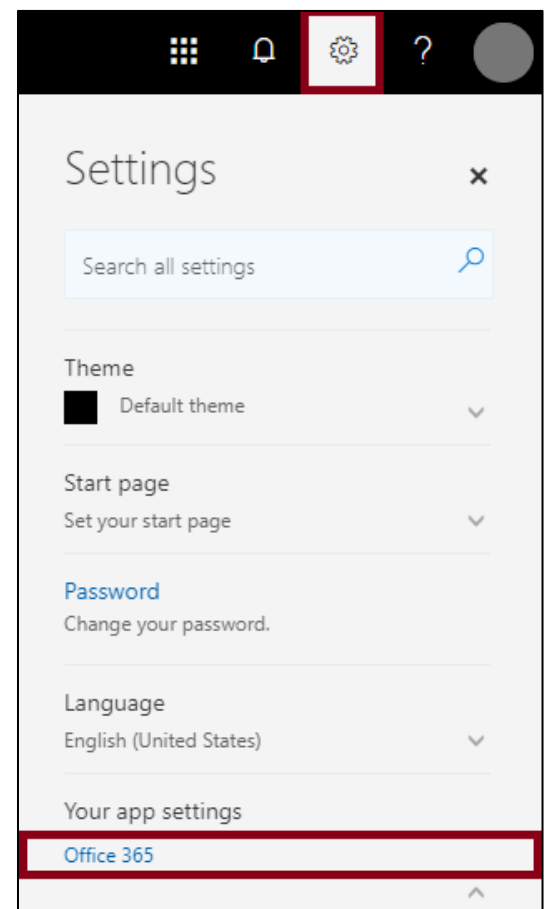 ?
Settings
Search all settings
Theme
Default theme
Start page
Set your start page
Password
Change your password.
Language
English (United States)
Your app settings
Office 365